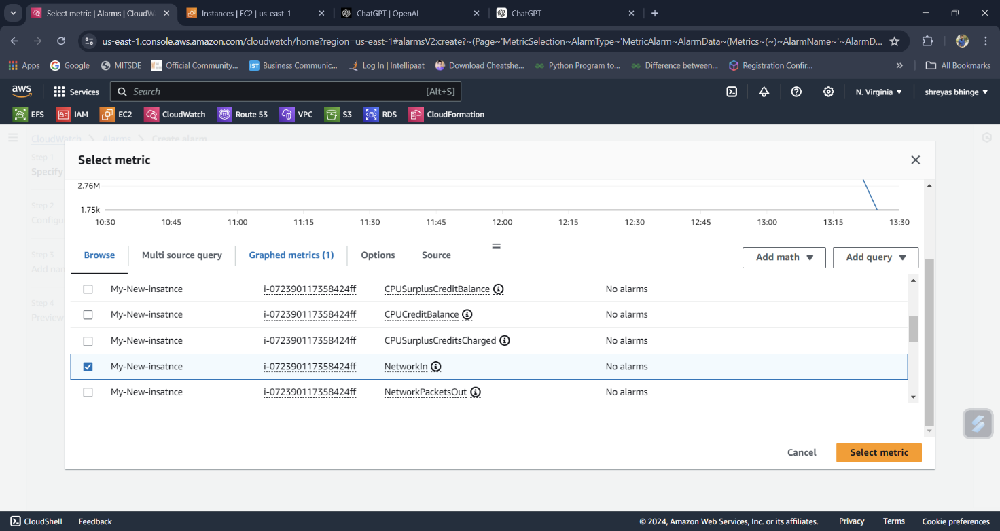 Select metric | Alarms | CloudW
Instances | EC2 | us-east-1
ChatGPT | OpenAI
ChatGPT
us-east-1.console.aws.amazon.com/cloudwatch/home?region=us-east-1#alarmsV2:create?~(Page~'MetricSelection~AlarmType~'MetricAlarm~AlarmData~(Metrics~(~)~AlarmName~'~AlarmD...
Apps
Google
MITSDE
Official Community...
IST Business Communic...
Log In | Intellipaat
Download Cheatshe...
Python Program to...
Difference between...
Registration Confir...
All Bookmarks
aws
Services
Search
[Alt+S]
N. Virginia
shreyas bhinge
EFS
IAM
EC2
CloudWatch
Route 53
VPC
S3
RDS
CloudFormation
CloudWatch
Alarms
Create alarm
Step 1
Specify
Step 2
Configu
Step 3
Add nam
Step 4
Preview
Select metric
2.76M
1.75k
10:30 10:45 11:00 11:15 11:30 11:45 12:00 12:15 12:30 12:45 13:00 13:15 13:30
Browse
Multi source query
Graphed metrics (1)
Options
Source
Add math
Add query
My-New-insatnce i-072390117358424ff CPUSurplusCreditBalance No alarms
My-New-insatnce i-072390117358424ff CPUCreditBalance No alarms
My-New-insatnce i-072390117358424ff CPUSurplusCreditsCharged No alarms
My-New-insatnce i-072390117358424ff NetworkIn No alarms
My-New-insatnce i-072390117358424ff NetworkPacketsOut No alarms
Cancel
Select metric
CloudShell
Feedback
© 2024, Amazon Web Services, Inc. or its affiliates.
Privacy
Terms
Cookie preferences